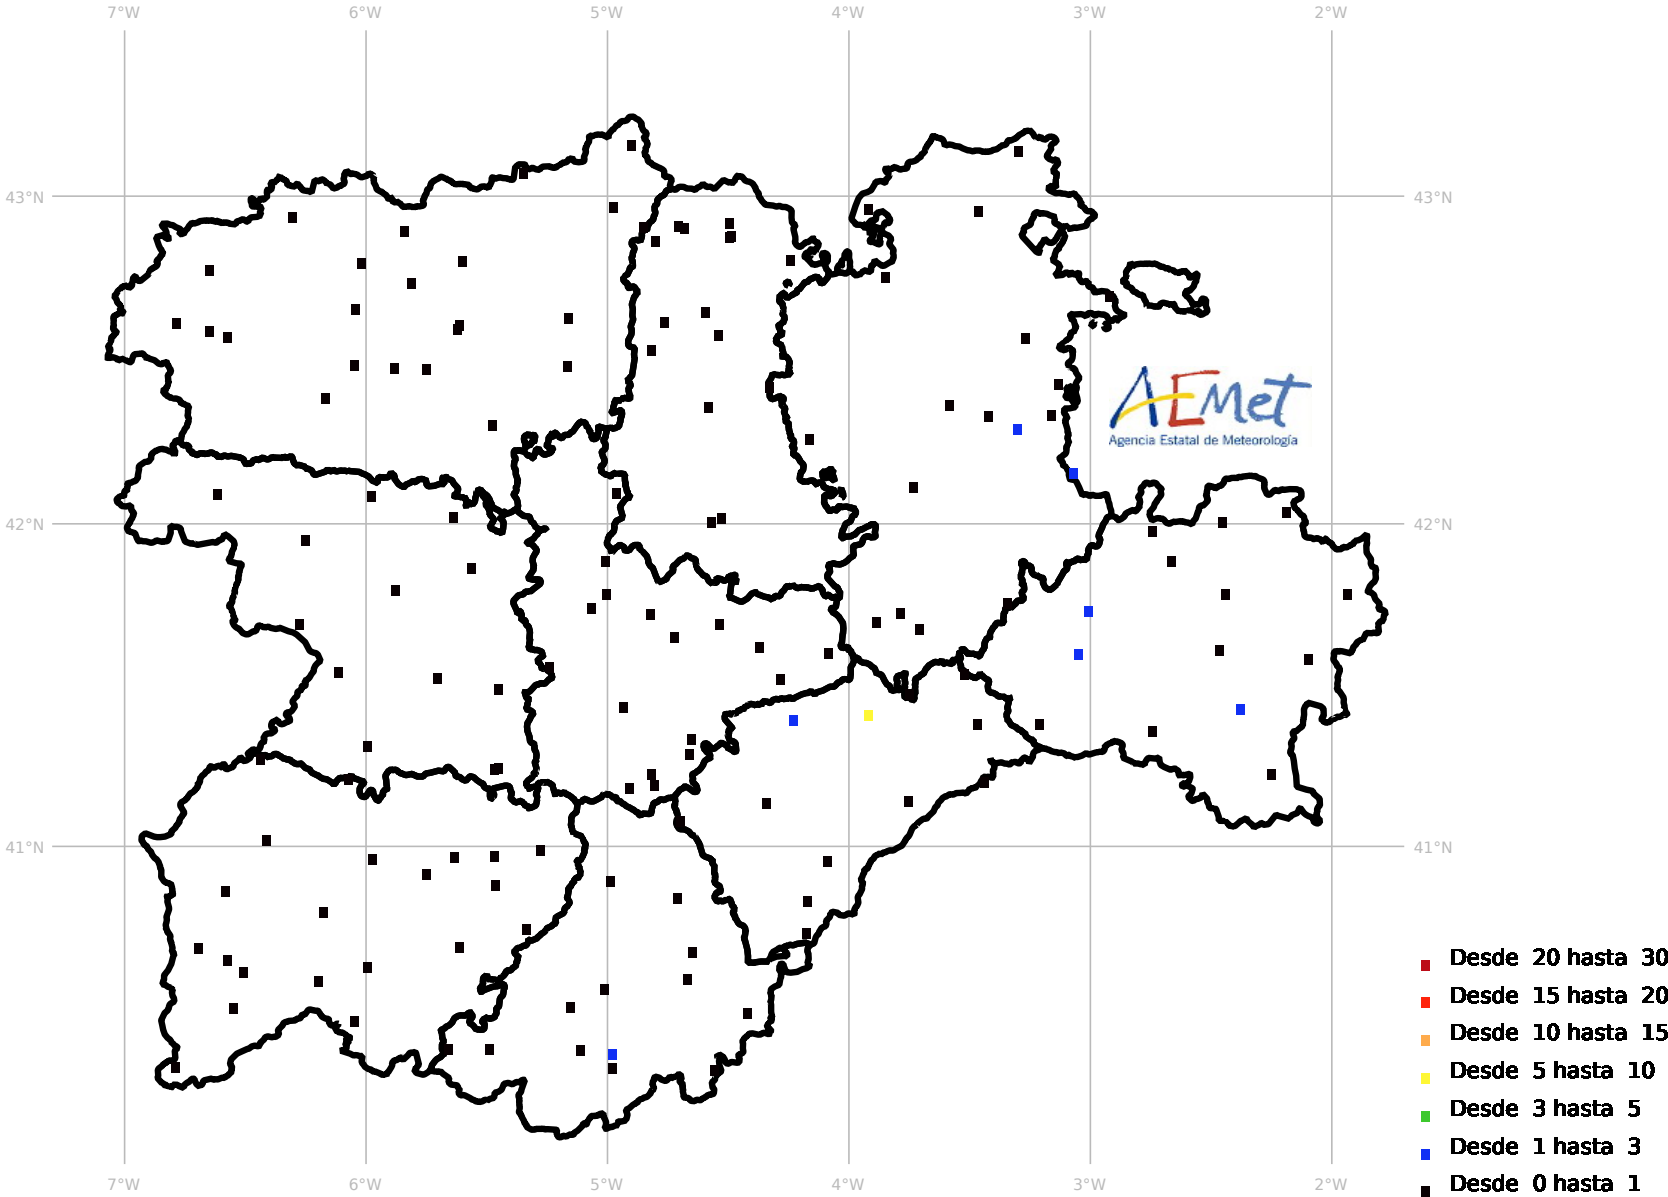 7°W 6°W 5°W 4°W 3°W 2°W
43°N 43°N
AEMet
Agencia Estatal de Meteorología
42°N 42°N
41°N 41°N
Desde 20 hasta 30
Desde 15 hasta 20
Desde 10 hasta 15
Desde 5 hasta 10
Desde 3 hasta 5
Desde 1 hasta 3
Desde 0 hasta 1
7°W 6°W 5°W 4°W 3°W 2°W